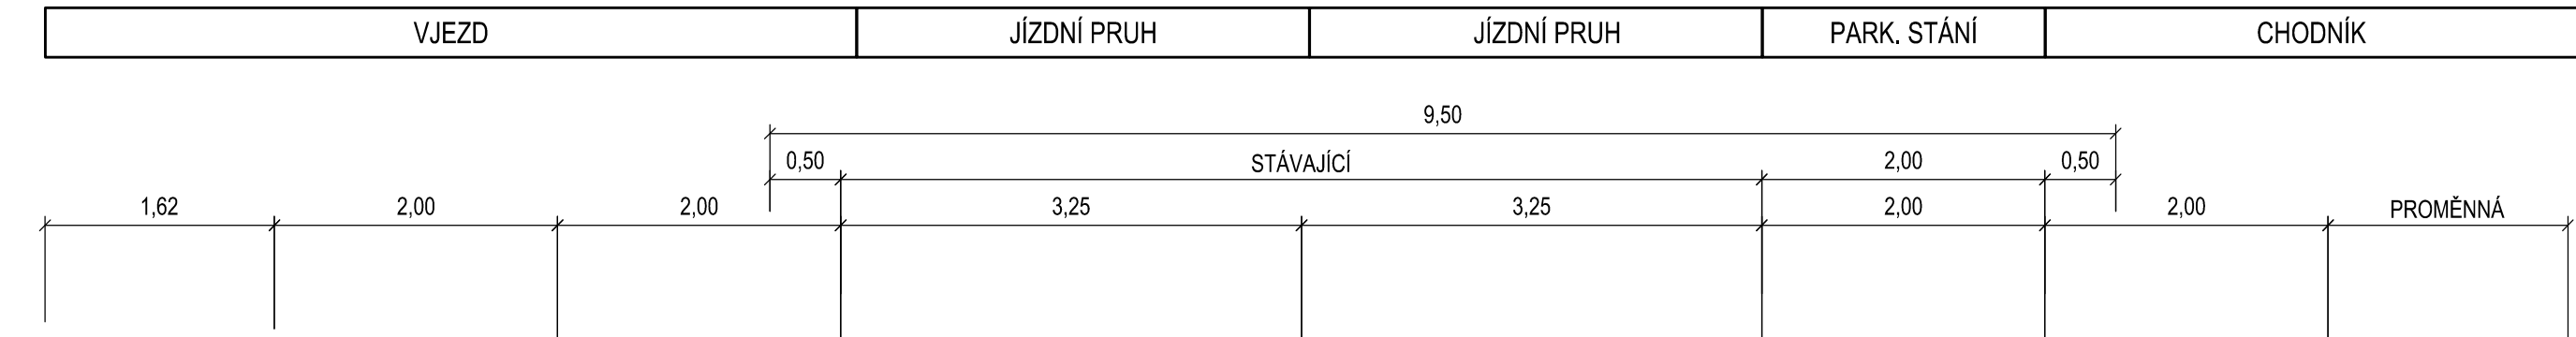 VJEZD JÍZDNÍ PRUH JÍZDNÍ PRUH PARK. STÁNÍ CHODNÍK
9,50
0,50 STÁVAJÍCÍ 2,00 0,50
1,62 2,00 2,00 3,25 3,25 2,00 2,00 PROMĚNNÁ